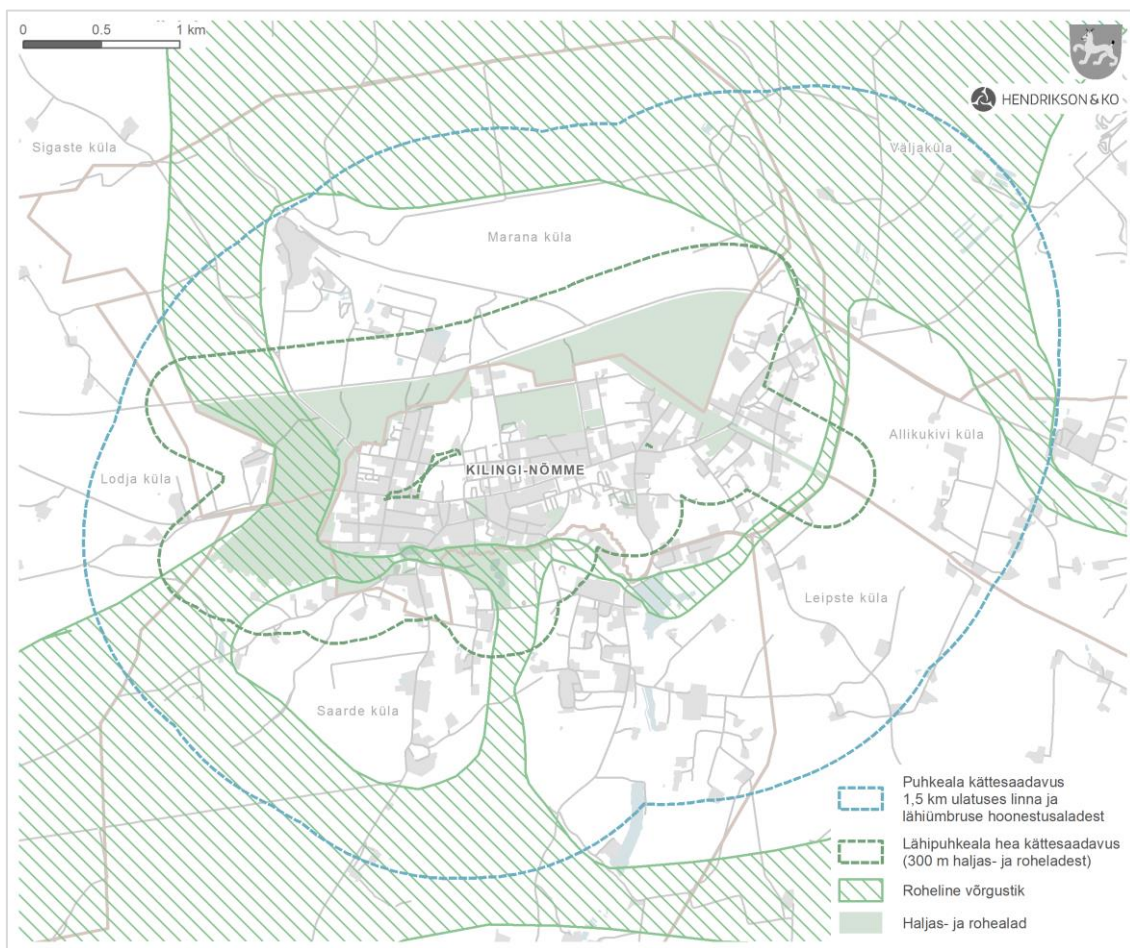 0 0.5 1 km
HENDRIKSON & KO
Sigaste küla
Väljaküla
Marana küla
Allikukivi küla
KILINGI-NÕMME
Lodja küla
Leipste küla
Saarde küla
Puhkeala kättesaadavus
1,5 km ulatuses linna ja
lähiümbruse hoonestusaladest
Lähipuhkeala hea kättesaadavus
(300 m haljas- ja roheladest)
Roheline võrgustik
Haljas- ja rohealad